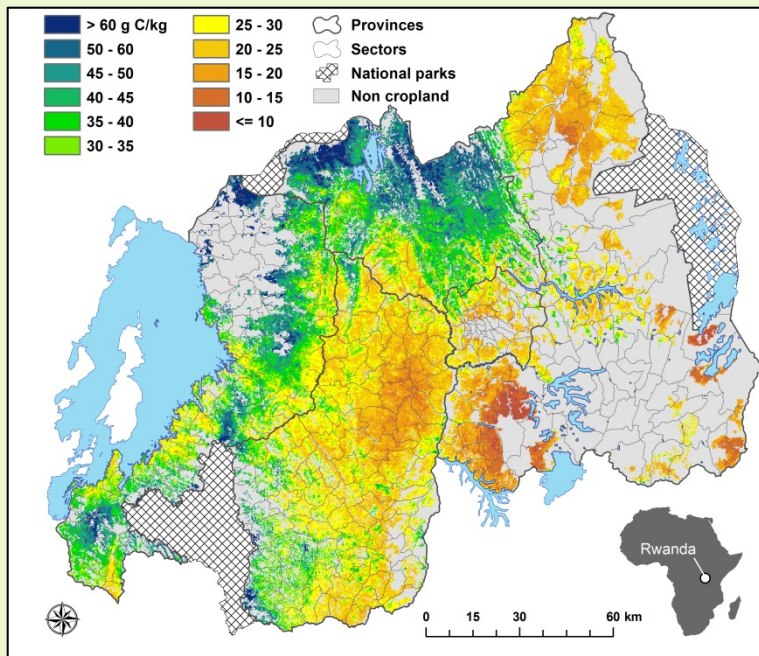 > 60 g C/kg
50 - 60
45 - 50
40 - 45
35 - 40
30 - 35
25 - 30
20 - 25
15 - 20
10 - 15
<= 10
Provinces
Sectors
National parks
Non cropland
Rwanda
0 15 30 60 km